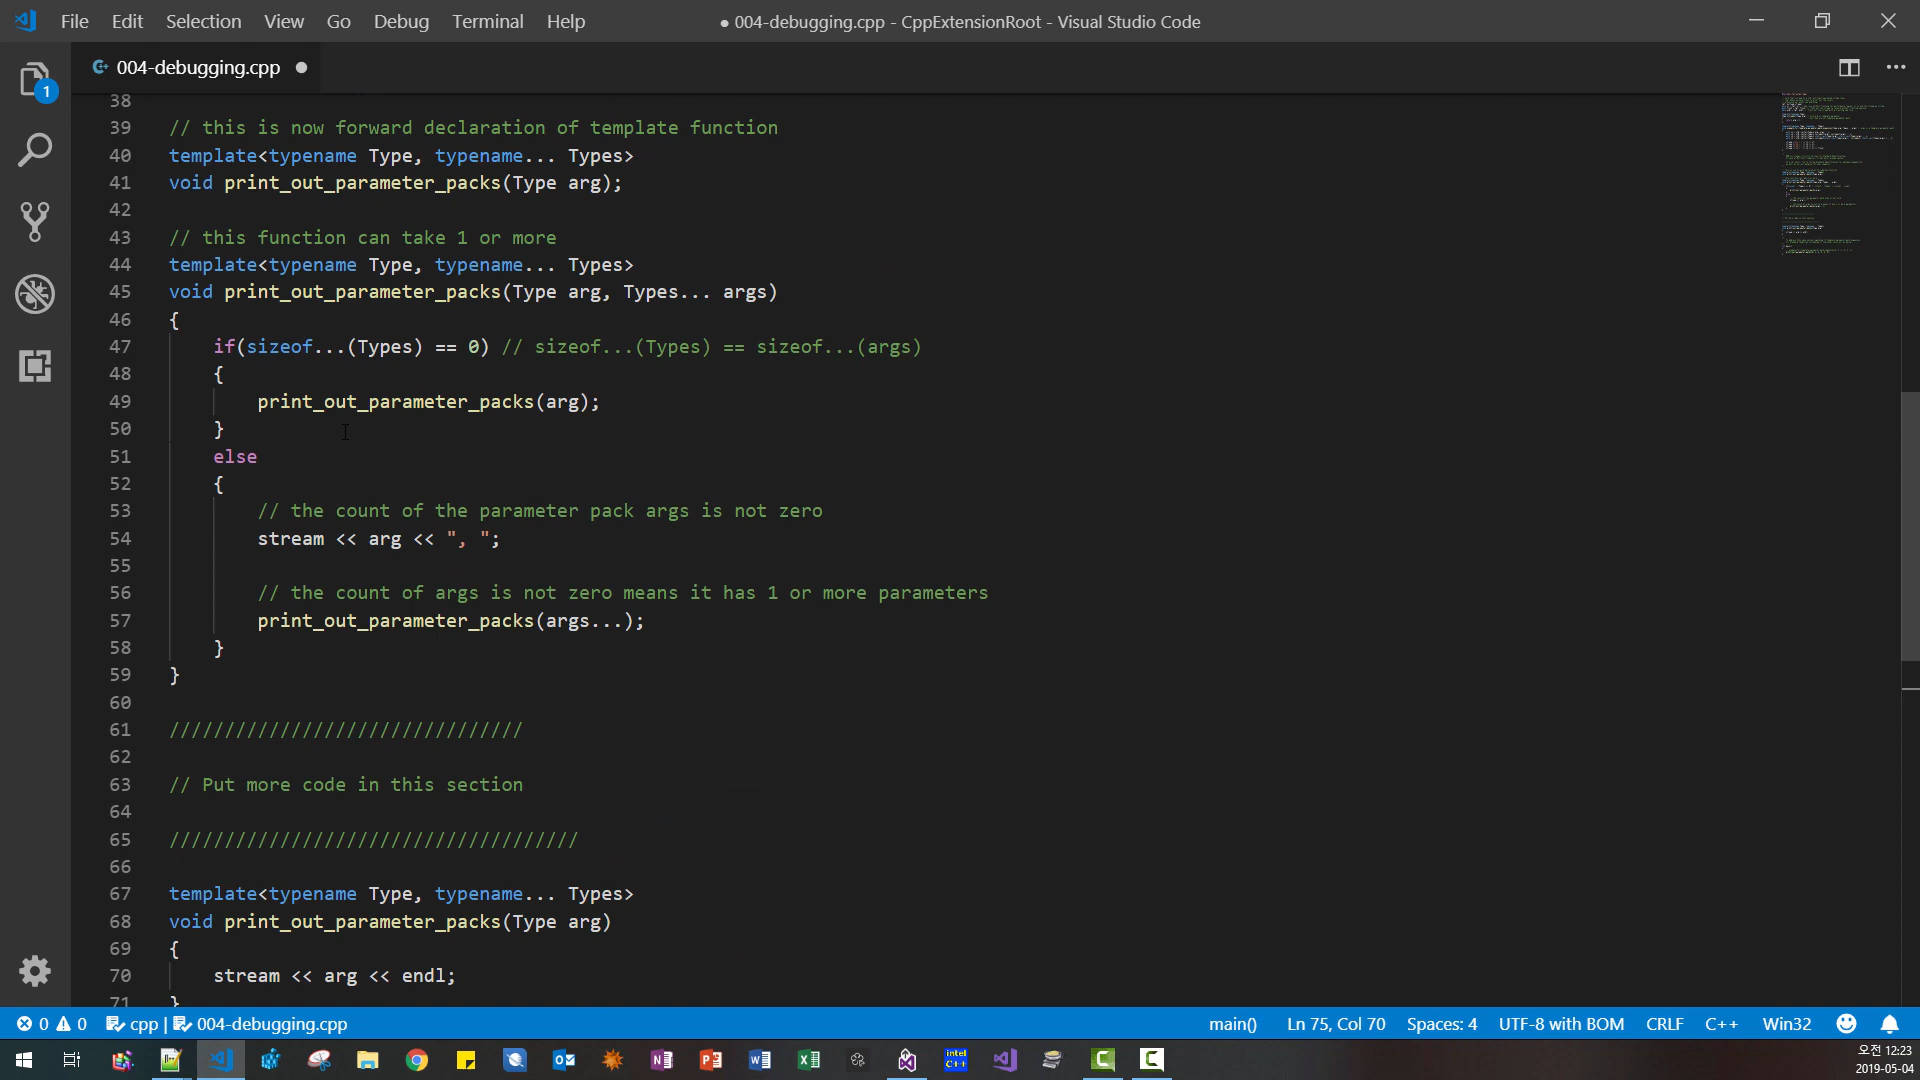 File Edit Selection View Go Debug Terminal Help
● 004-debugging.cpp - CppExtensionRoot - Visual Studio Code
1
004-debugging.cpp ●
38
39 // this is now forward declaration of template function
40 template<typename Type, typename... Types>
41 void print_out_parameter_packs(Type arg);
42
43 // this function can take 1 or more
44 template<typename Type, typename... Types>
45 void print_out_parameter_packs(Type arg, Types... args)
46 {
47 if(sizeof...(Types) == 0) // sizeof...(Types) == sizeof...(args)
48 {
49 print_out_parameter_packs(arg);
50 }
51 else
52 {
53 // the count of the parameter pack args is not zero
54 stream << arg << ", ";
55
56 // the count of args is not zero means it has 1 or more parameters
57 print_out_parameter_packs(args...);
58 }
59 }
60
61 ////////////////////////////////
62
63 // Put more code in this section
64
65 /////////////////////////////////////
66
67 template<typename Type, typename... Types>
68 void print_out_parameter_packs(Type arg)
69 {
70 stream << arg << endl;
71 }
0 0 cpp | 004-debugging.cpp main() Ln 75, Col 70 Spaces: 4 UTF-8 with BOM CRLF C++ Win32
intel C++
오전 12:23
2019-05-04